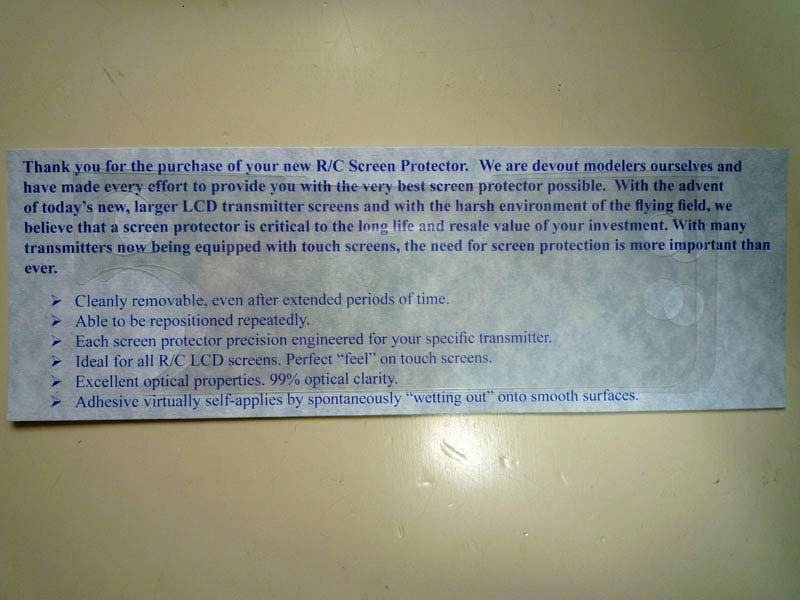 Thank you for the purchase of your new R/C Screen Protector.  We are devout modelers ourselves and
have made every effort to provide you with the very best screen protector possible.  With the advent
of today's new, larger LCD transmitter screens and with the harsh environment of the flying field, we
believe that a screen protector is critical to the long life and resale value of your investment. With many
transmitters now being equipped with touch screens, the need for screen protection is more important than
ever.
➢ Cleanly removable, even after extended periods of time.
➢ Able to be repositioned repeatedly.
➢ Each screen protector precision engineered for your specific transmitter.
➢ Ideal for all R/C LCD screens. Perfect “feel” on touch screens.
➢ Excellent optical properties. 99% optical clarity.
➢ Adhesive virtually self-applies by spontaneously “wetting out” onto smooth surfaces.